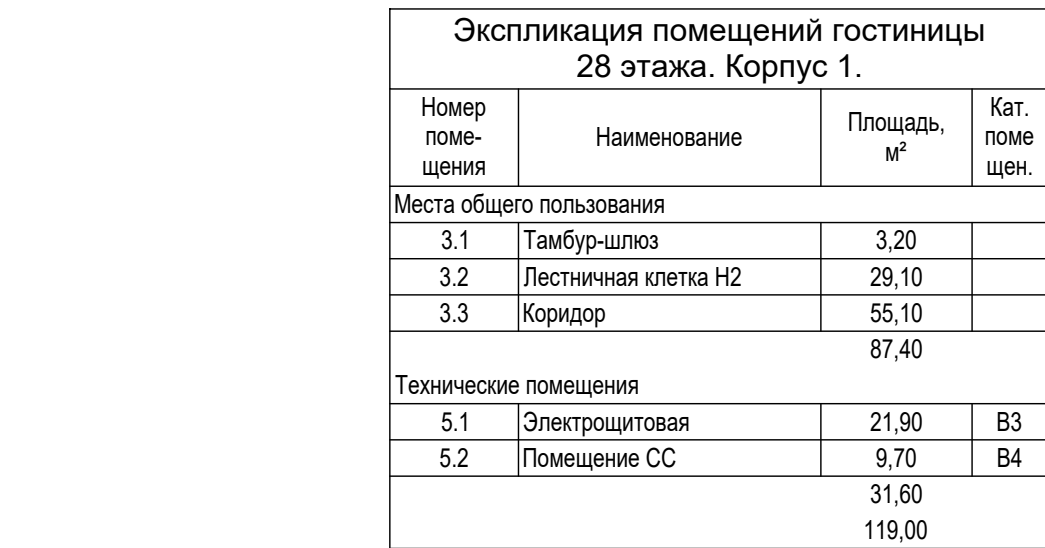 Экспликация помещений гостиницы
28 этажа. Корпус 1.
Номер
поме-
щения
Наименование
Площадь,
м²
Кат.
поме
щен.
Места общего пользования
3.1 Тамбур-шлюз 3,20
3.2 Лестничная клетка Н2 29,10
3.3 Коридор 55,10
87,40
Технические помещения
5.1 Электрощитовая 21,90 В3
5.2 Помещение СС 9,70 В4
31,60
119,00